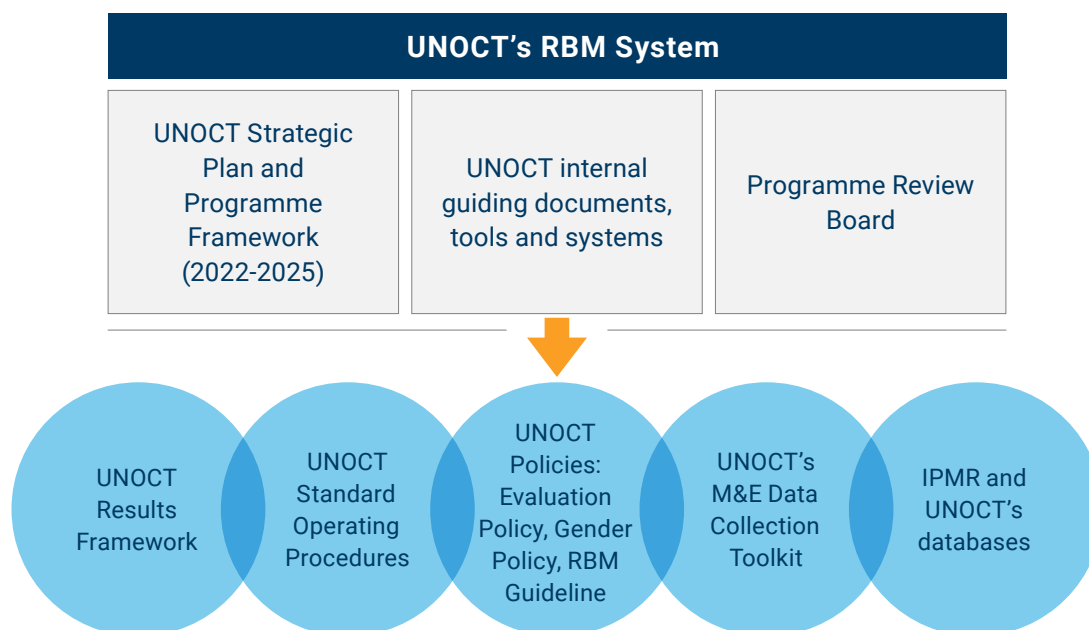 UNOCT’s RBM System
UNOCT Strategic
Plan and
Programme
Framework
(2022-2025)
UNOCT internal
guiding documents,
tools and systems
Programme Review
Board
UNOCT
Results
Framework
UNOCT
Standard
Operating
Procedures
UNOCT
Policies:
Evaluation
Policy, Gender
Policy, RBM
Guideline
UNOCT’s
M&E Data
Collection
Toolkit
IPMR and
UNOCT’s
databases